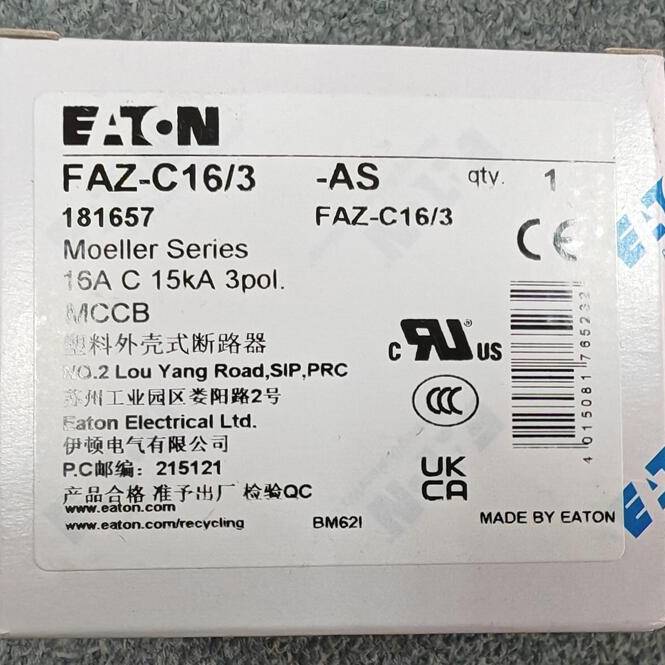 EATON
FAZ-C16/3 -AS qty. 1
181657 FAZ-C16/3
Moeller Series
16A C 15kA 3pol.
MCCB
塑料外壳式断路器
NO.2 Lou Yang Road,SIP,PRC
苏州工业园区娄阳路2号
Eaton Electrical Ltd.
伊顿电气有限公司
P.C邮编：215121
产品合格 准予出厂 检验QC
www.eaton.com
www.eaton.com/recycling
BM62I
MADE BY EATON
CE
c RU US
CCC
UK
CA
4 015081 765232